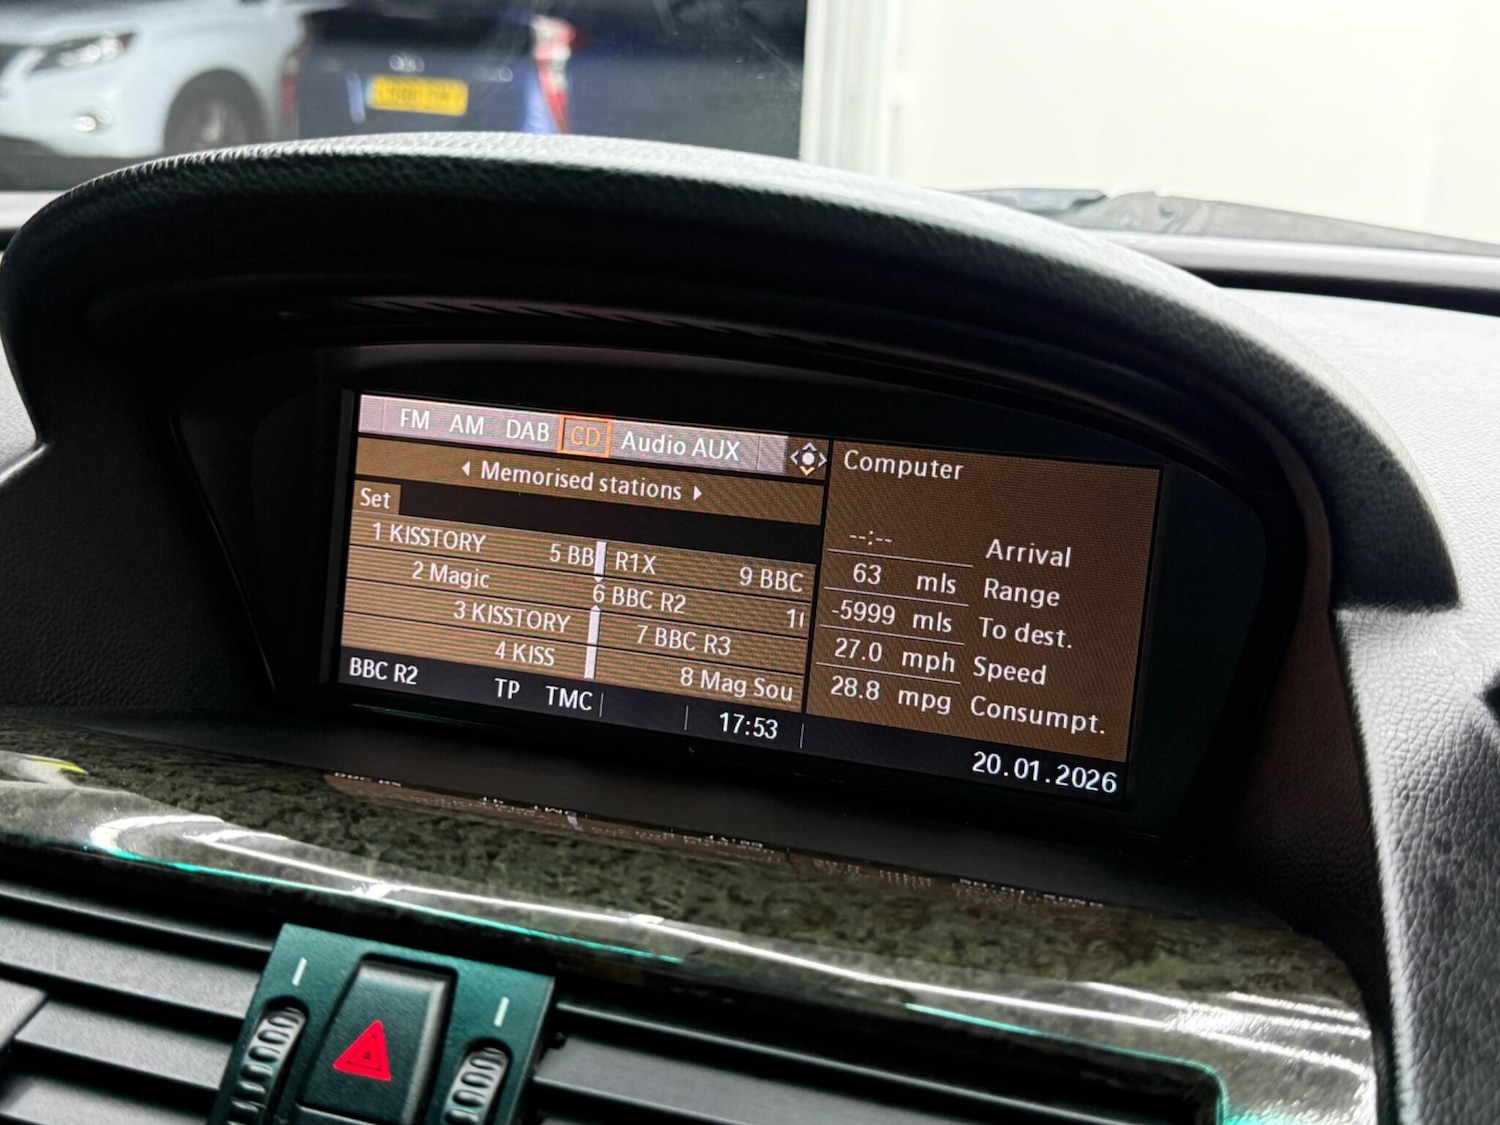 FM AM DAB CD Audio AUX
Memorised stations
Set
1 KISSTORY
2 Magic
3 KISSTORY
4 KISS
5 BB R1X
6 BBC R2
7 BBC R3
8 Mag Sou
9 BBC
BBC R2 TP TMC 17:53
Computer
--:-- Arrival
63 mls Range
-5999 mls To dest.
27.0 mph Speed
28.8 mpg Consumpt.
20.01.2026